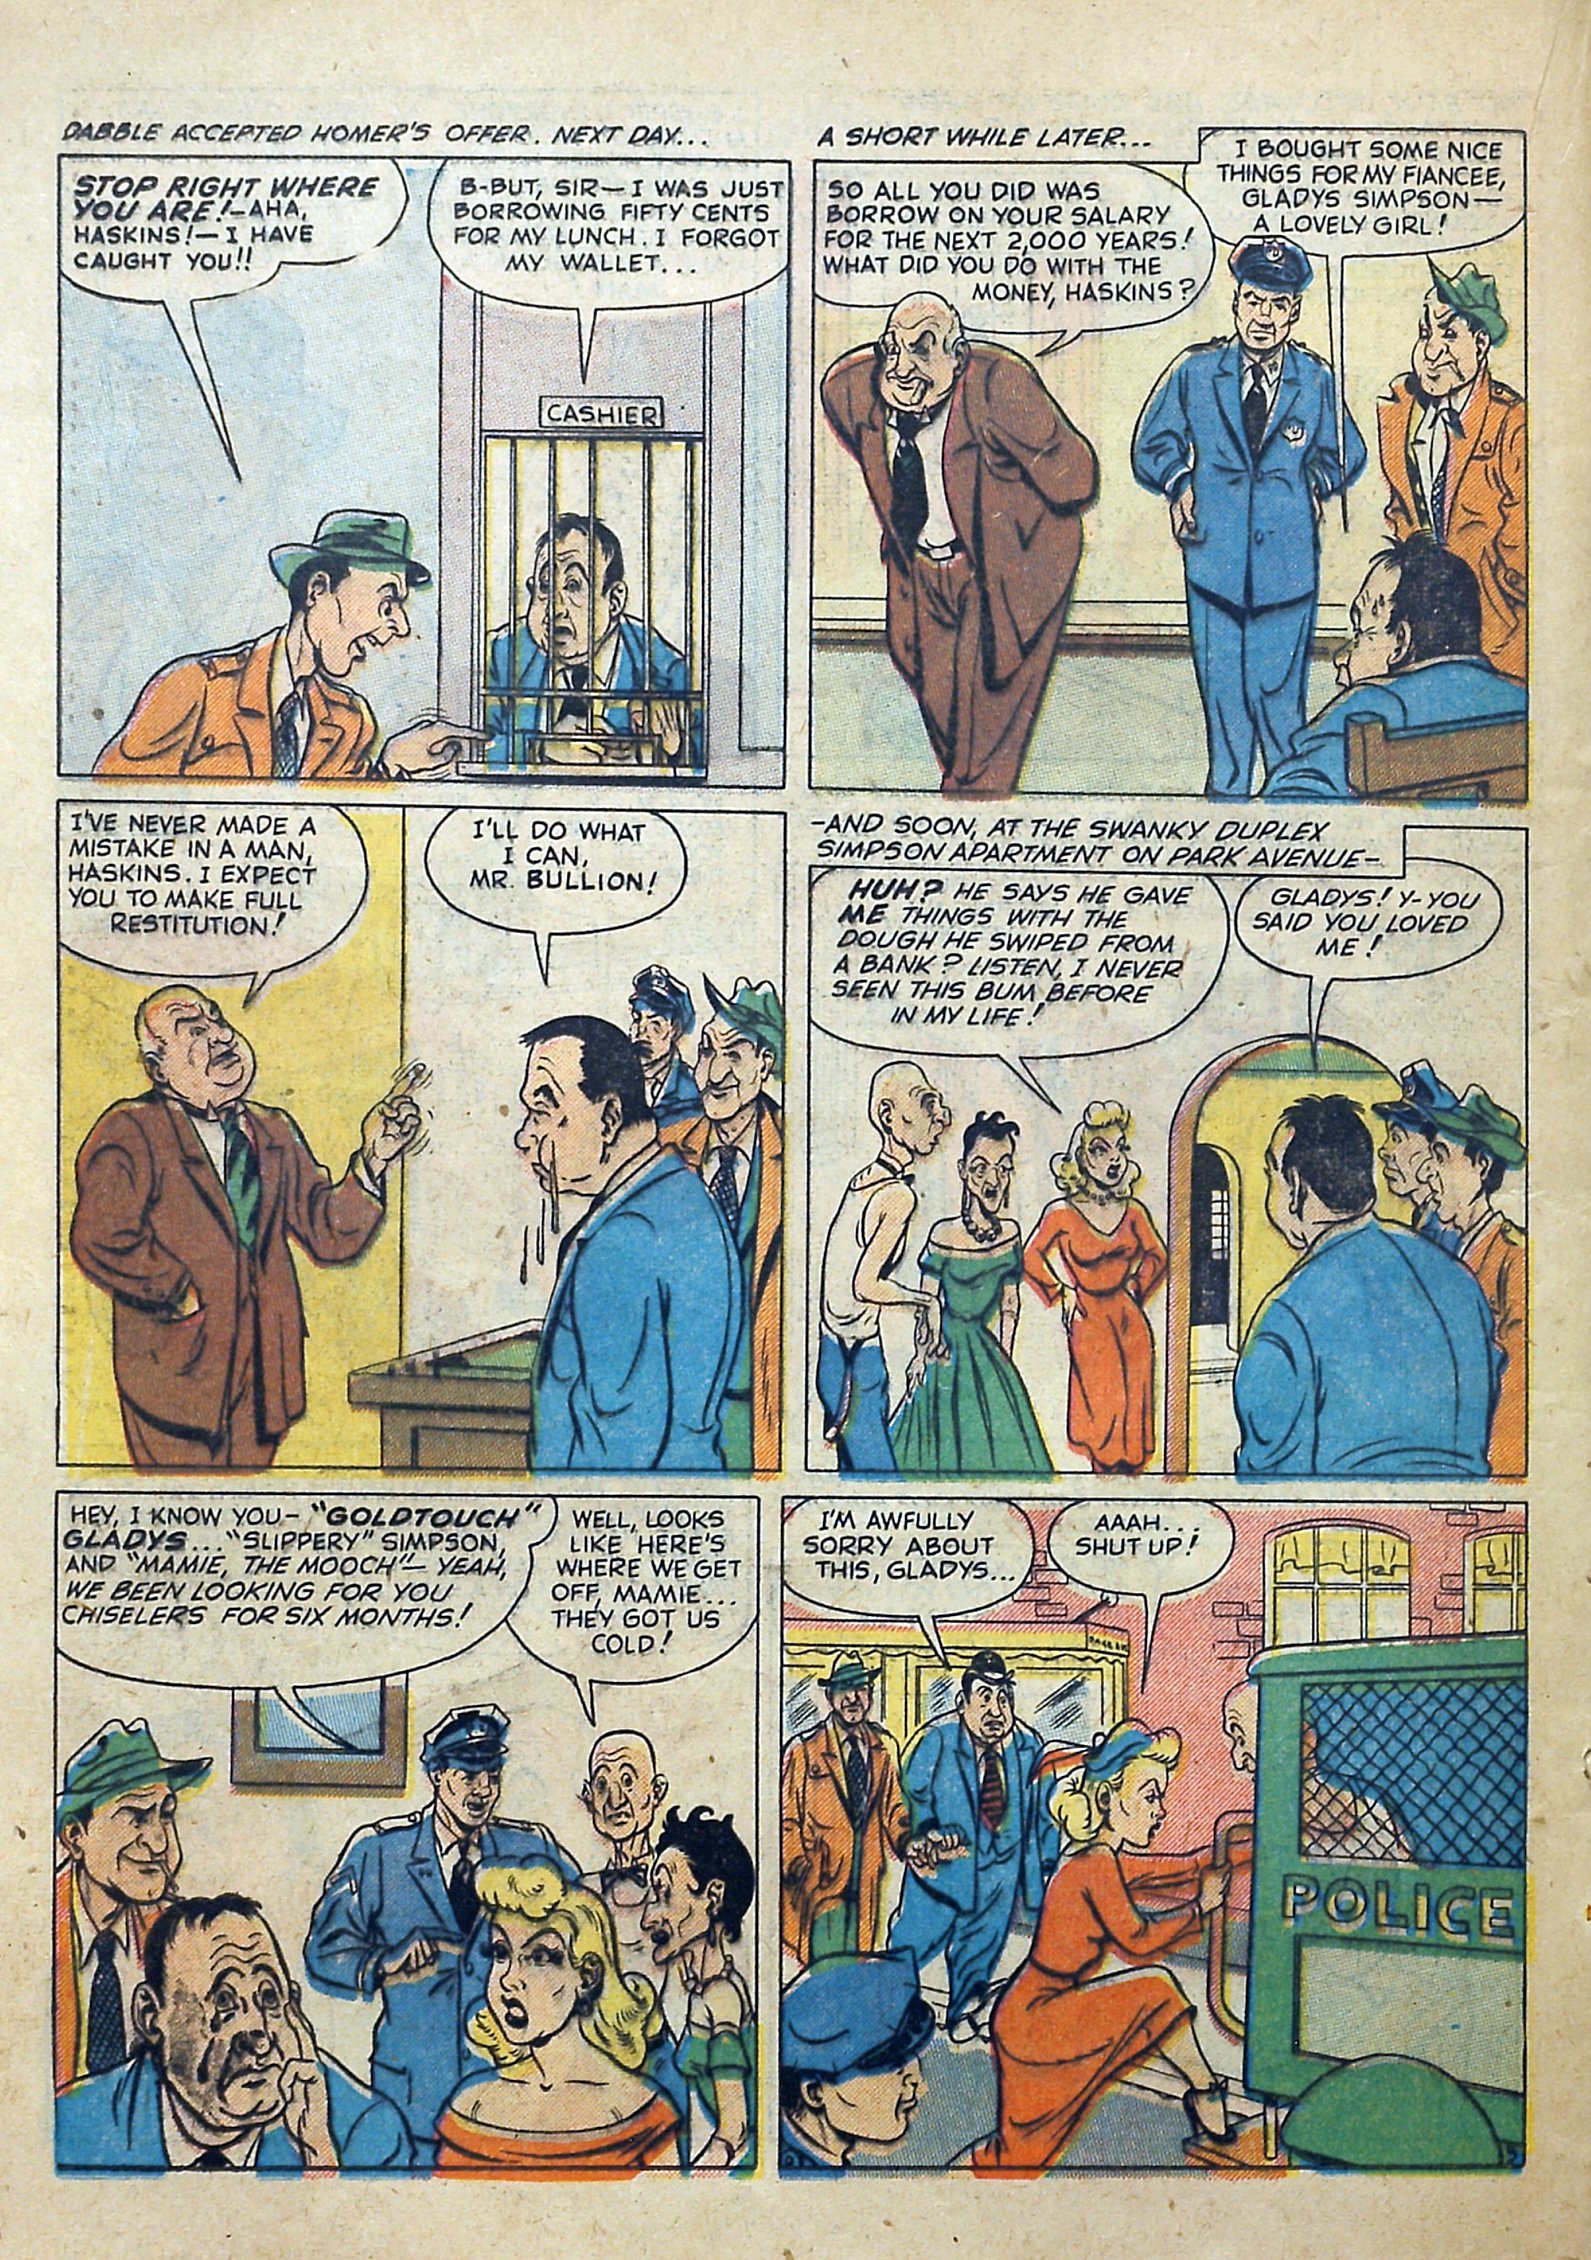 DABBLE ACCEPTED HOMER'S OFFER. NEXT DAY...
STOP RIGHT WHERE
YOU ARE!-AHA,
HASKINS!-I HAVE
CAUGHT YOU!!
B-BUT, SIR-I WAS JUST
BORROWING FIFTY CENTS
FOR MY LUNCH. I FORGOT
MY WALLET...
CASHIER
A SHORT WHILE LATER...
SO ALL YOU DID WAS
BORROW ON YOUR SALARY
FOR THE NEXT 2,000 YEARS!
WHAT DID YOU DO WITH THE
MONEY, HASKINS?
I BOUGHT SOME NICE
THINGS FOR MY FIANCEE,
GLADYS SIMPSON-
A LOVELY GIRL!
I'VE NEVER MADE A
MISTAKE IN A MAN,
HASKINS. I EXPECT
YOU TO MAKE FULL
RESTITUTION!
I'LL DO WHAT
I CAN,
MR. BULLION!
-AND SOON, AT THE SWANKY DUPLEX
SIMPSON APARTMENT ON PARK AVENUE-
HUH? HE SAYS HE GAVE
ME THINGS WITH THE
DOUGH HE SWIPED FROM
A BANK? LISTEN, I NEVER
SEEN THIS BUM BEFORE
IN MY LIFE!
GLADYS! Y-YOU
SAID YOU LOVED
ME!
HEY, I KNOW YOU- "GOLDTOUCH"
GLADYS... "SLIPPERY" SIMPSON,
AND "MAMIE, THE MOOCH"- YEAH,
WE BEEN LOOKING FOR YOU
CHISELERS FOR SIX MONTHS!
WELL, LOOKS
LIKE HERE'S
WHERE WE GET
OFF, MAMIE...
THEY GOT US
COLD!
I'M AWFULLY
SORRY ABOUT
THIS, GLADYS...
AAAH...
SHUT UP!
POLICE